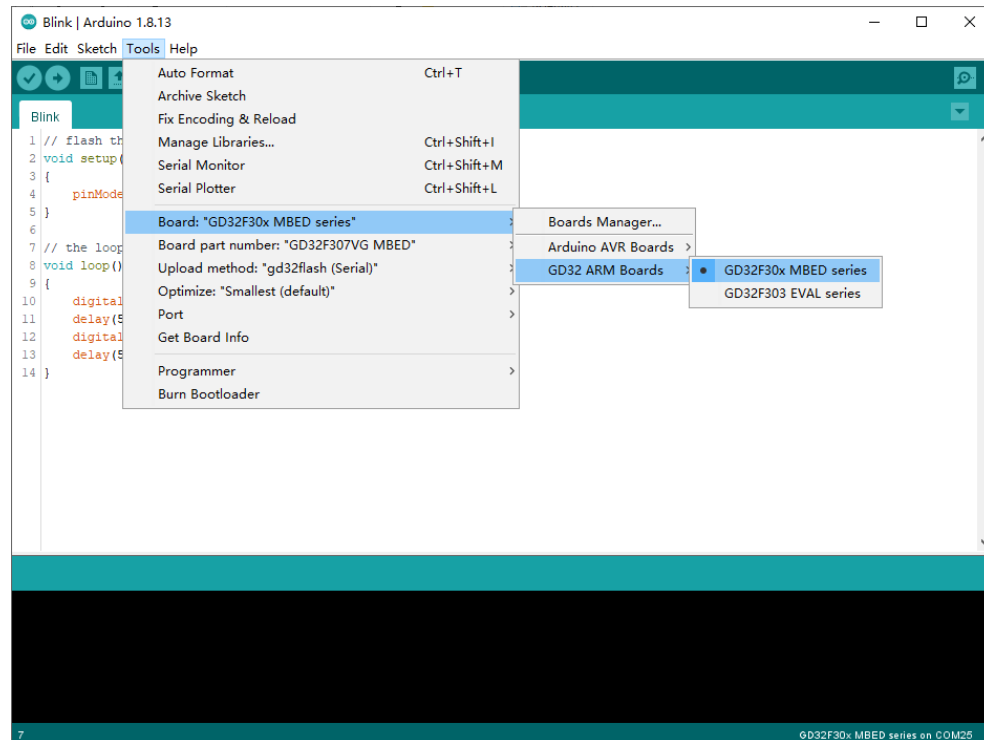 Blink | Arduino 1.8.13
File Edit Sketch Tools Help
Blink
Auto Format Ctrl+T
Archive Sketch
Fix Encoding & Reload
Manage Libraries... Ctrl+Shift+I
Serial Monitor Ctrl+Shift+M
Serial Plotter Ctrl+Shift+L
Board: "GD32F30x MBED series"
Board part number: "GD32F307VG MBED"
Upload method: "gd32flash (Serial)"
Optimize: "Smallest (default)"
Port
Get Board Info
Programmer
Burn Bootloader
Boards Manager...
Arduino AVR Boards
GD32 ARM Boards
GD32F30x MBED series
GD32F303 EVAL series
1 // flash th
2 void setup(
3 {
4 pinMode
5 }
6
7 // the loop
8 void loop()
9 {
10 digital
11 delay(5
12 digital
13 delay(5
14 }
7 GD32F30x MBED series on COM25